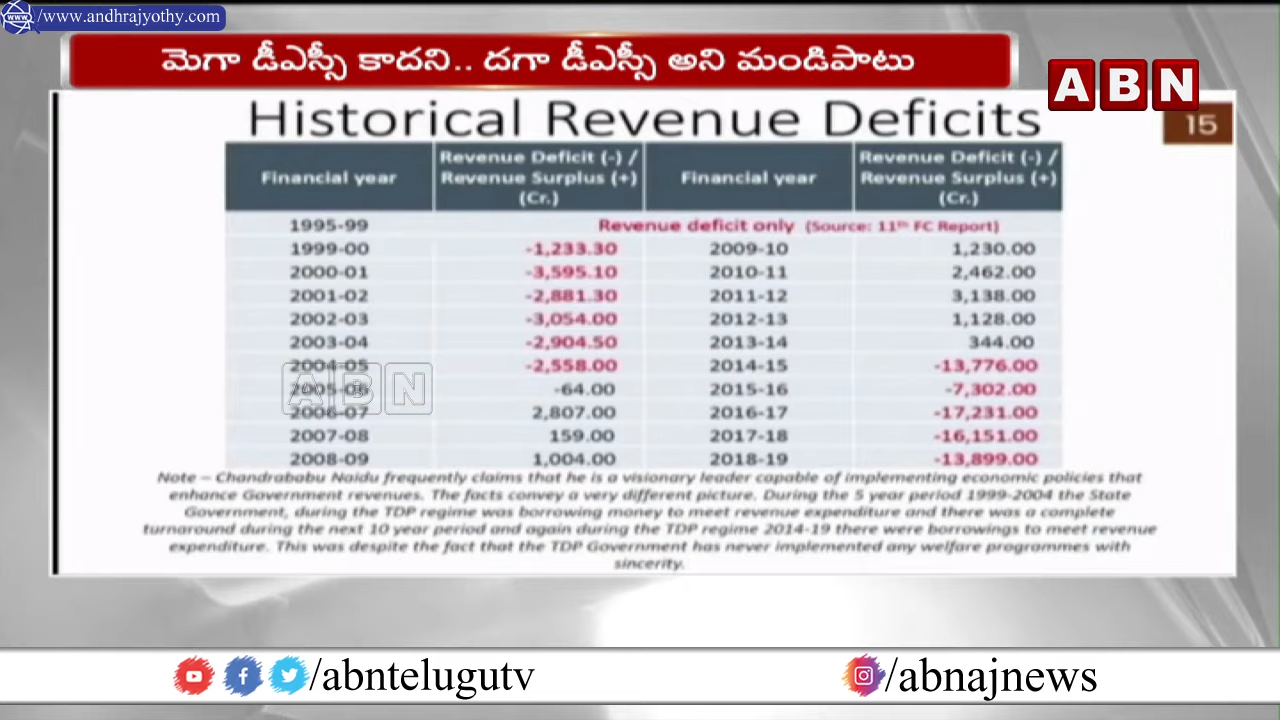 www./www.andhrajyothy.com
మెగా డీఎస్సీ కాదని.. దగా డీఎస్సీ అని మండిపాటు
ABN
Historical Revenue Deficits
15
Financial year Revenue Deficit (-) / Revenue Surplus (+) (Cr.) Financial year Revenue Deficit (-) / Revenue Surplus (+) (Cr.)
1995-99 Revenue deficit only (Source: 11th FC Report)
1999-00 -1,233.30 2009-10 1,230.00
2000-01 -3,595.10 2010-11 2,462.00
2001-02 -2,881.30 2011-12 3,138.00
2002-03 -3,054.00 2012-13 1,128.00
2003-04 -2,904.50 2013-14 344.00
2004-05 -2,558.00 2014-15 -13,776.00
2005-06 -64.00 2015-16 -7,302.00
2006-07 2,807.00 2016-17 -17,231.00
2007-08 159.00 2017-18 -16,151.00
2008-09 1,004.00 2018-19 -13,899.00
ABN
Note – Chandrababu Naidu frequently claims that he is a visionary leader capable of implementing economic policies that
enhance Government revenues. The facts convey a very different picture. During the 5 year period 1999-2004 the State
Government, during the TDP regime was borrowing money to meet revenue expenditure and there was a complete
turnaround during the next 10 year period and again during the TDP regime 2014-19 there were borrowings to meet revenue
expenditure. This was despite the fact that the TDP Government has never implemented any welfare programmes with
sincerity.
/abntelugutv
/abnajnews